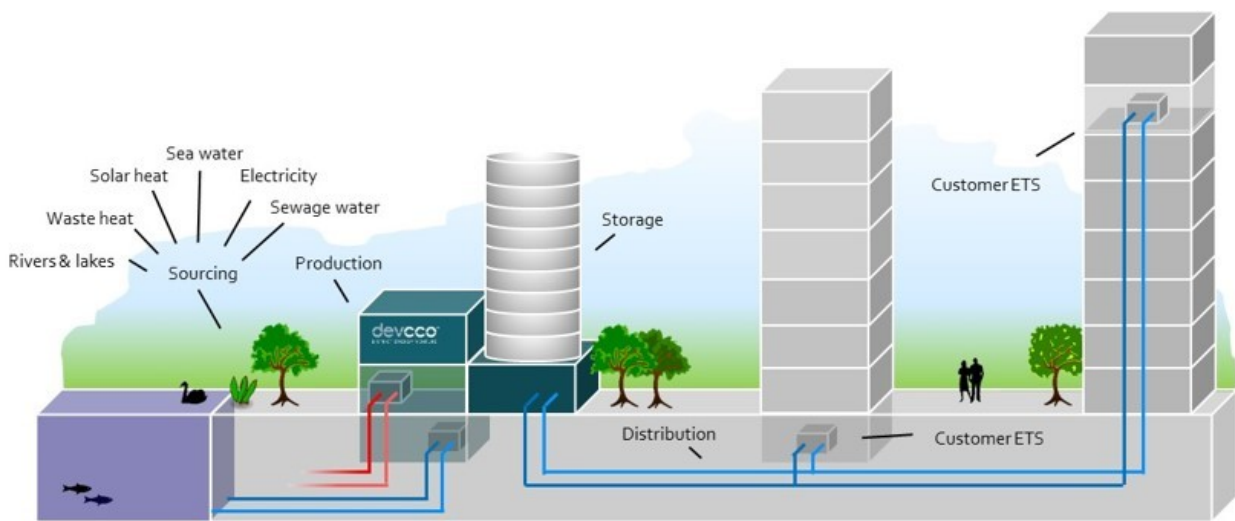 Sea water
Solar heat
Electricity
Waste heat
Sewage water
Rivers & lakes
Sourcing
Production
Storage
Customer ETS
devcco
Distribution
Customer ETS